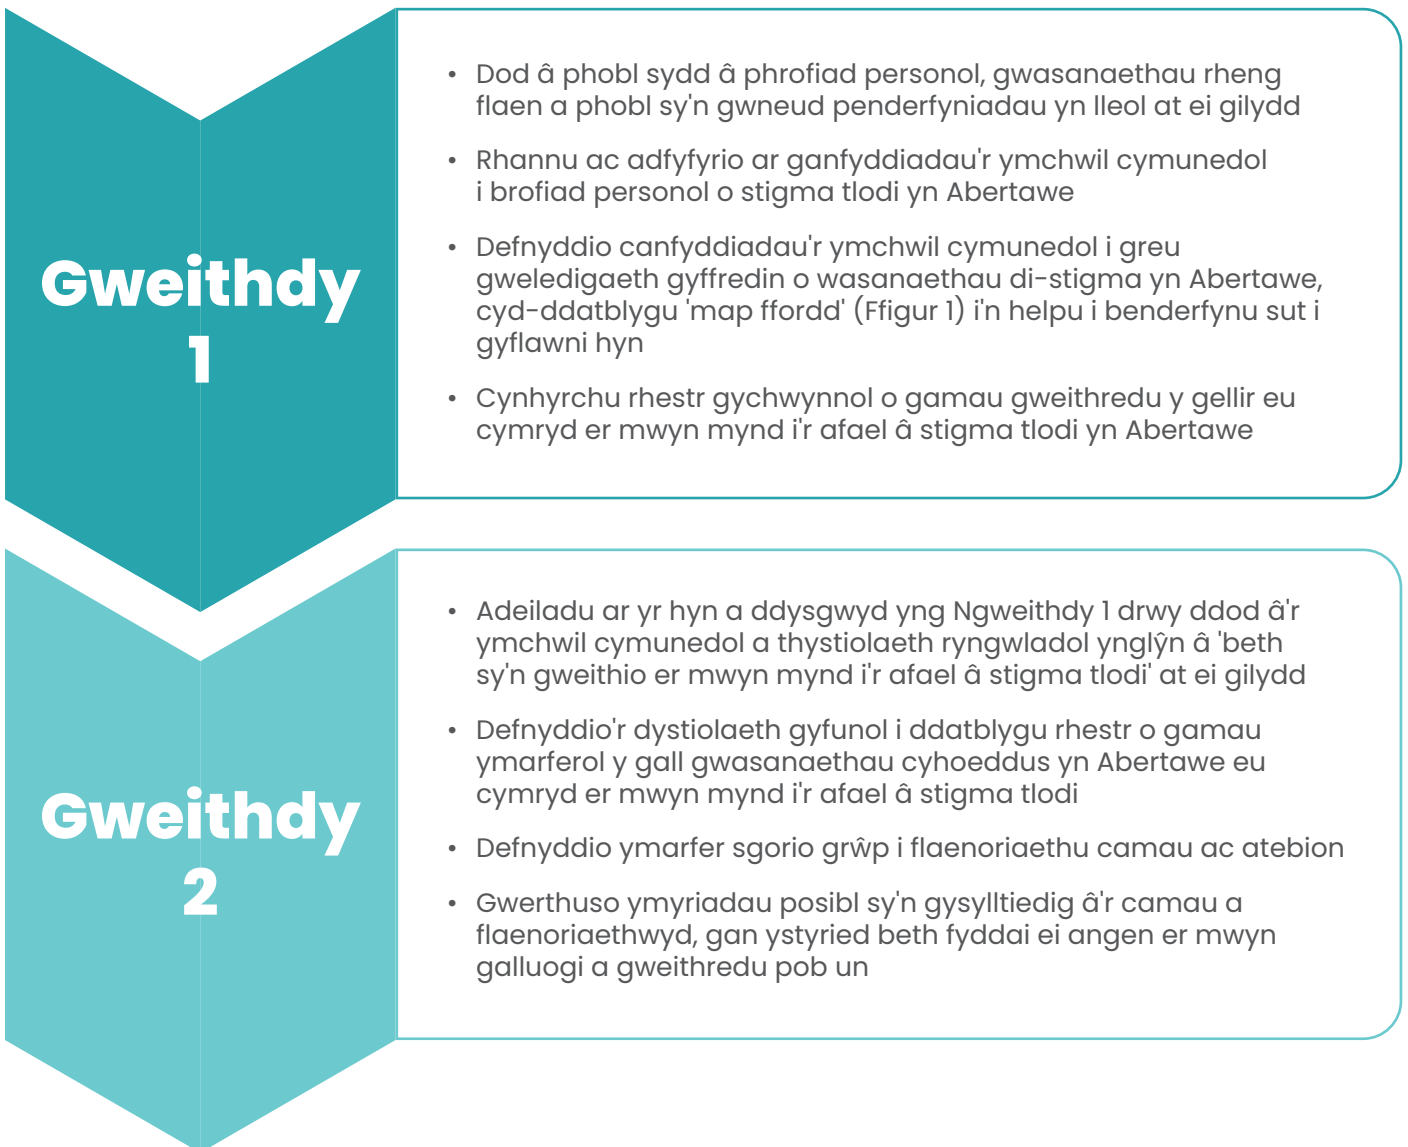 Gweithdy
1
• Dod â phobl sydd â phrofiad personol, gwasanaethau rheng
flaen a phobl sy'n gwneud penderfyniadau yn lleol at ei gilydd
• Rhannu ac adfyfyrio ar ganfyddiadau'r ymchwil cymunedol
i brofiad personol o stigma tlodi yn Abertawe
• Defnyddio canfyddiadau'r ymchwil cymunedol i greu
gweledigaeth gyffredin o wasanaethau di-stigma yn Abertawe,
cyd-ddatblygu 'map ffordd' (Ffigur 1) i'n helpu i benderfynu sut i
gyflawni hyn
• Cynhyrchu rhestr gychwynnol o gamau gweithredu y gellir eu
cymryd er mwyn mynd i'r afael â stigma tlodi yn Abertawe
Gweithdy
2
• Adeiladu ar yr hyn a ddysgwyd yng Ngweithdy 1 drwy ddod â'r
ymchwil cymunedol a thystiolaeth ryngwladol ynglŷn â 'beth
sy'n gweithio er mwyn mynd i'r afael â stigma tlodi' at ei gilydd
• Defnyddio'r dystiolaeth gyfunol i ddatblygu rhestr o gamau
ymarferol y gall gwasanaethau cyhoeddus yn Abertawe eu
cymryd er mwyn mynd i'r afael â stigma tlodi
• Defnyddio ymarfer sgorio grŵp i flaenoriaethu camau ac atebion
• Gwerthuso ymyriadau posibl sy'n gysylltiedig â'r camau a
flaenoriaethwyd, gan ystyried beth fyddai ei angen er mwyn
galluogi a gweithredu pob un